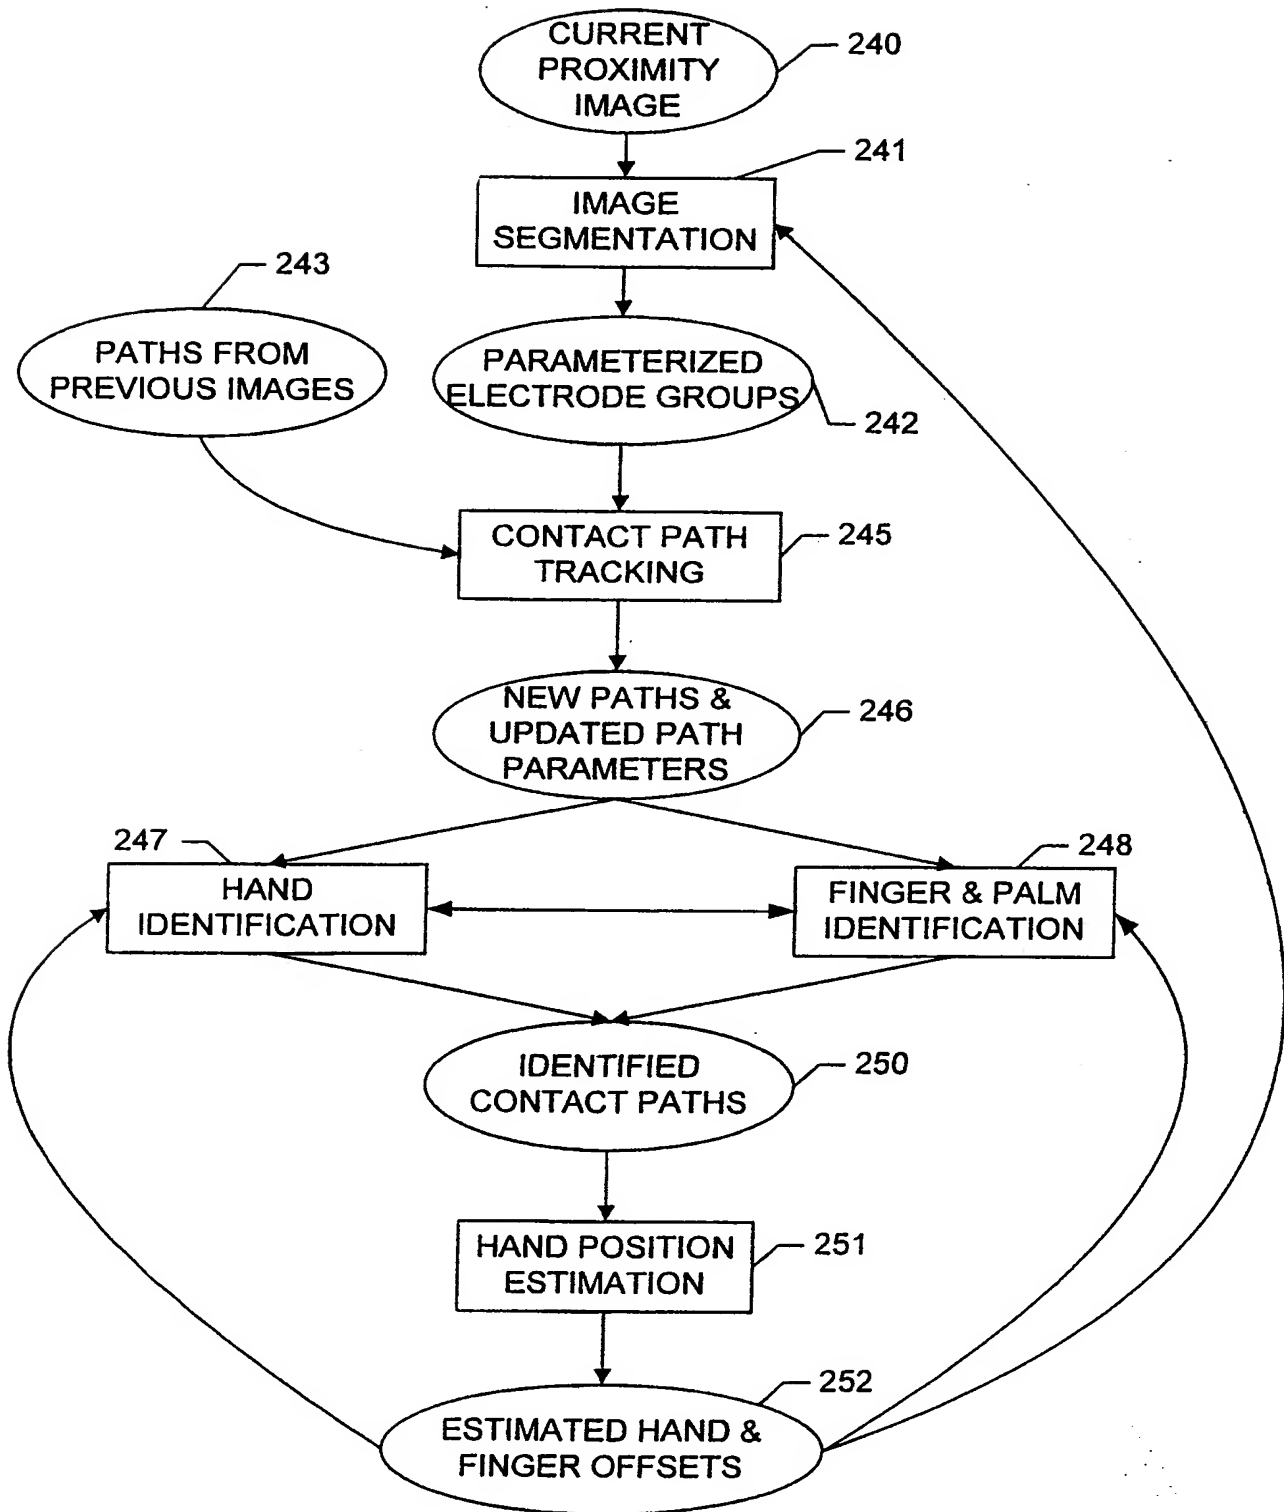 CURRENT
PROXIMITY
IMAGE
240
241
IMAGE
SEGMENTATION
243
PATHS FROM
PREVIOUS IMAGES
PARAMETERIZED
ELECTRODE GROUPS
242
CONTACT PATH
TRACKING
245
NEW PATHS &
UPDATED PATH
PARAMETERS
246
247
HAND
IDENTIFICATION
248
FINGER & PALM
IDENTIFICATION
IDENTIFIED
CONTACT PATHS
250
HAND POSITION
ESTIMATION
251
252
ESTIMATED HAND &
FINGER OFFSETS